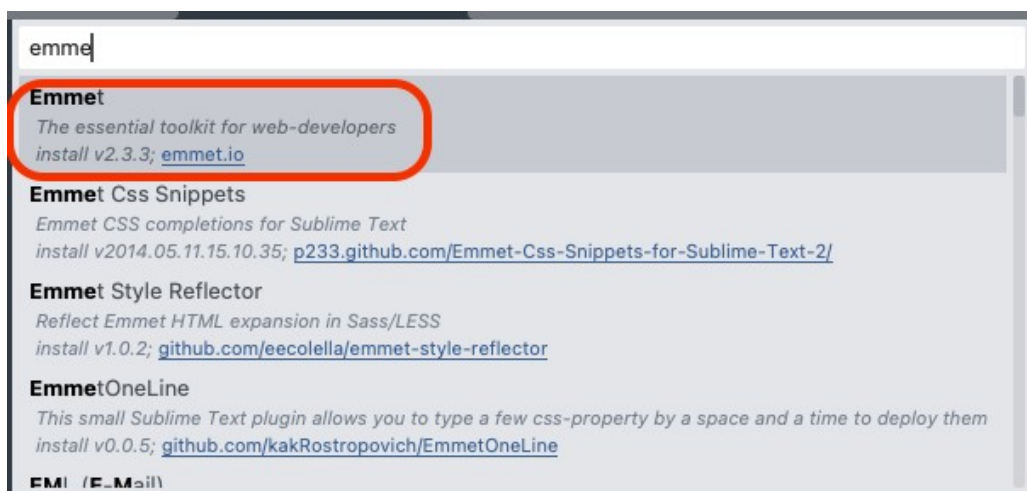 emme
Emmet
The essential toolkit for web-developers
install v2.3.3; emmet.io
Emmet Css Snippets
Emmet CSS completions for Sublime Text
install v2014.05.11.15.10.35; p233.github.com/Emmet-Css-Snippets-for-Sublime-Text-2/
Emmet Style Reflector
Reflect Emmet HTML expansion in Sass/LESS
install v1.0.2; github.com/eecolella/emmet-style-reflector
EmmetOneLine
This small Sublime Text plugin allows you to type a few css-property by a space and a time to deploy them
install v0.0.5; github.com/kakRostropovich/EmmetOneLine
EML (E-Mail)